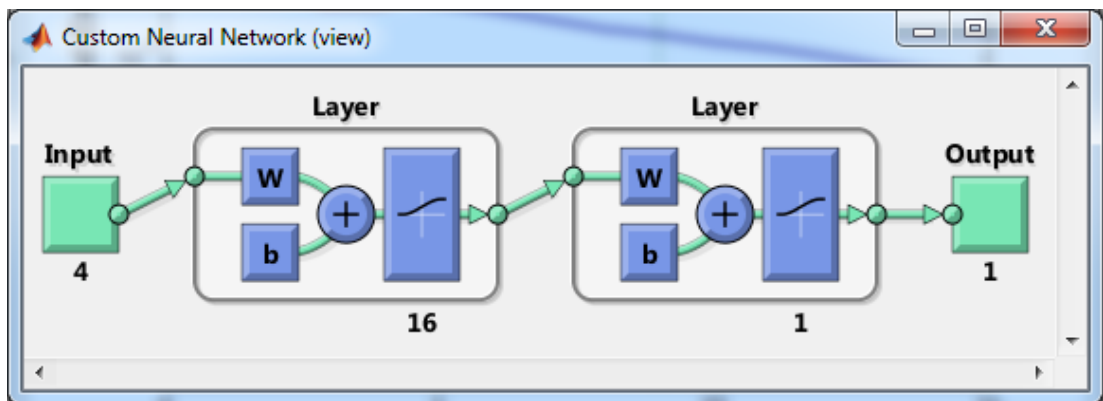 Custom Neural Network (view)
Layer
Layer
Input
Output
W
W
b
b
4
1
16
1